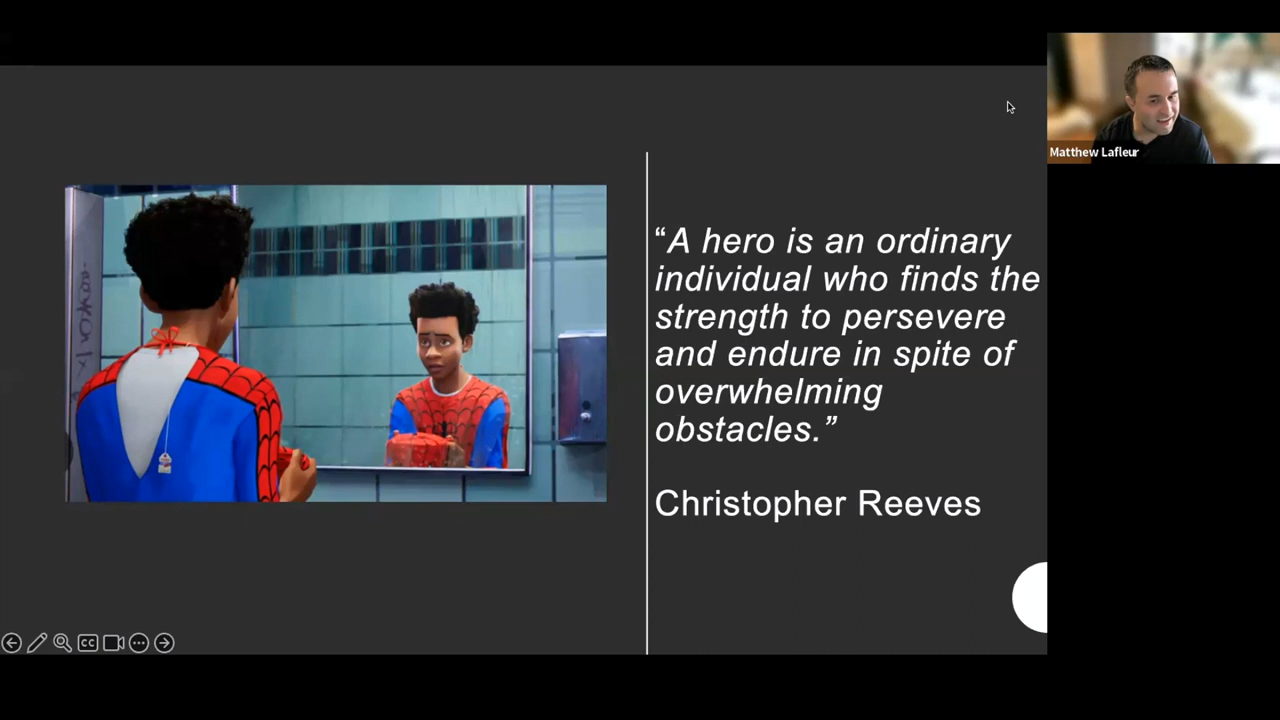 Matthew Lafleur
“A hero is an ordinary
individual who finds the
strength to persevere
and endure in spite of
overwhelming
obstacles.”
Christopher Reeves
CC